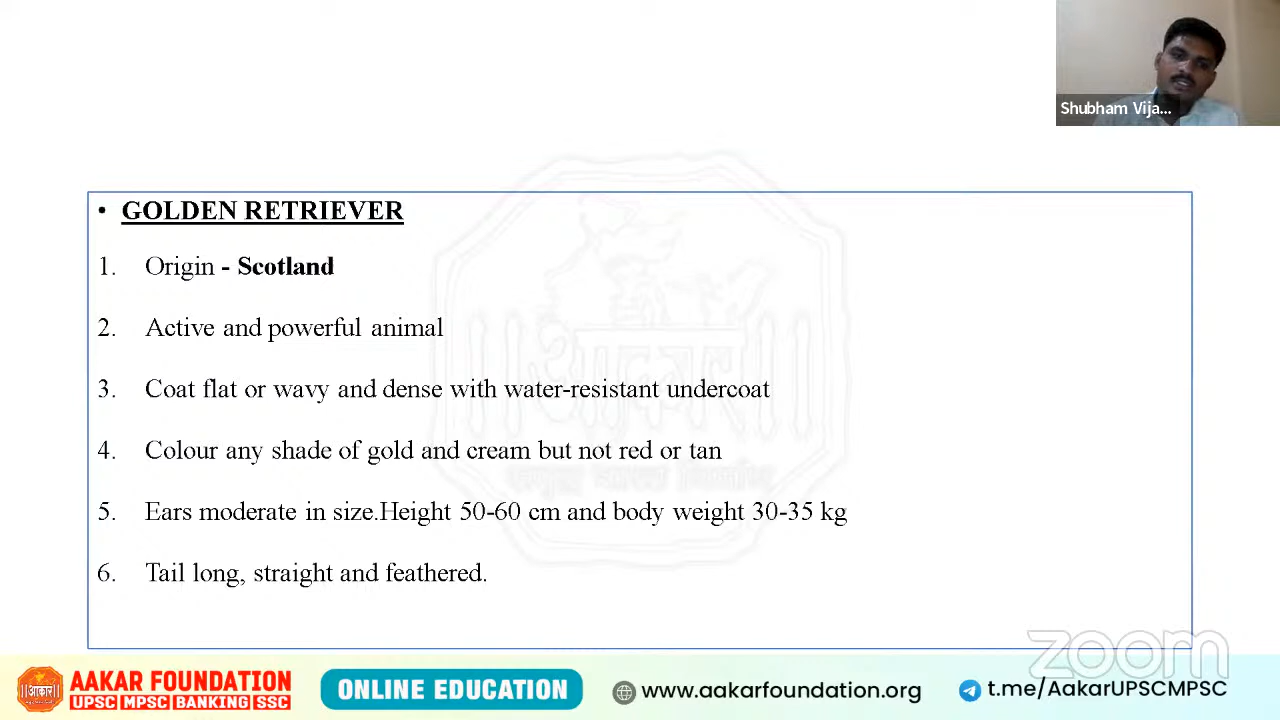 Shubham Vija...
• GOLDEN RETRIEVER
1. Origin - Scotland
2. Active and powerful animal
3. Coat flat or wavy and dense with water-resistant undercoat
4. Colour any shade of gold and cream but not red or tan
5. Ears moderate in size.Height 50-60 cm and body weight 30-35 kg
6. Tail long, straight and feathered.
आकार
zoom
आकार
AAKAR FOUNDATION
UPSC MPSC BANKING SSC
ONLINE EDUCATION
www.aakarfoundation.org
t.me/AakarUPSCMPSC